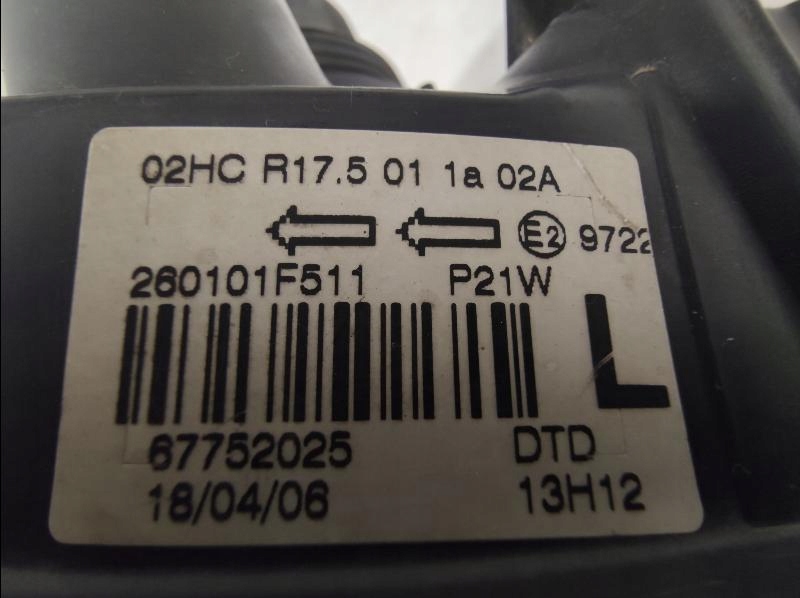 02HC R17.5 01 1a 02A
E2 9722
260101F511 P21W
L
67752025 DTD
18/04/06 13H12